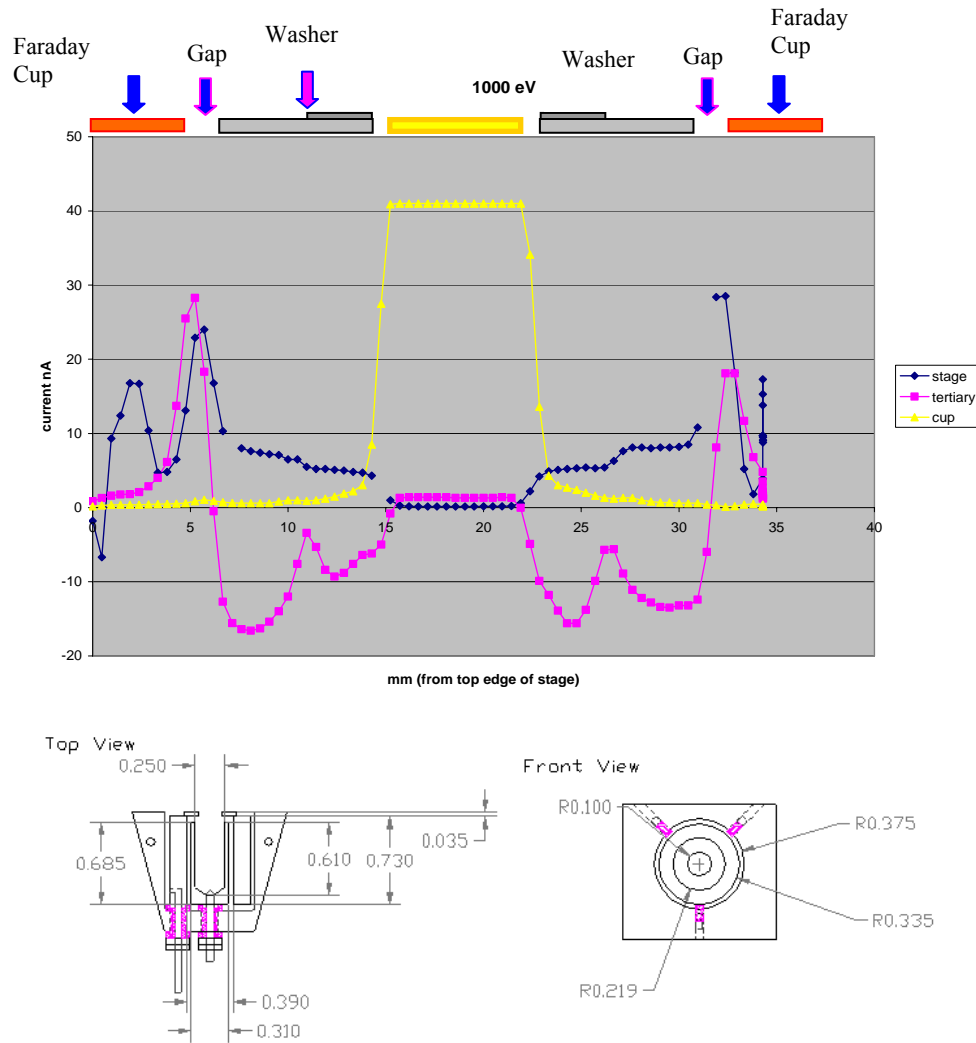 Faraday
Cup
Gap
Washer
Washer
Gap
Faraday
Cup
1000 eV
50
40
30
20
10
0
-10
-20
0
5
10
15
20
25
30
35
40
current nA
mm (from top edge of stage)
stage
tertiary
cup
Top View
0.250
0.685
0.610
0.730
0.035
0.390
0.310
Front View
R0.100
R0.375
R0.335
R0.219